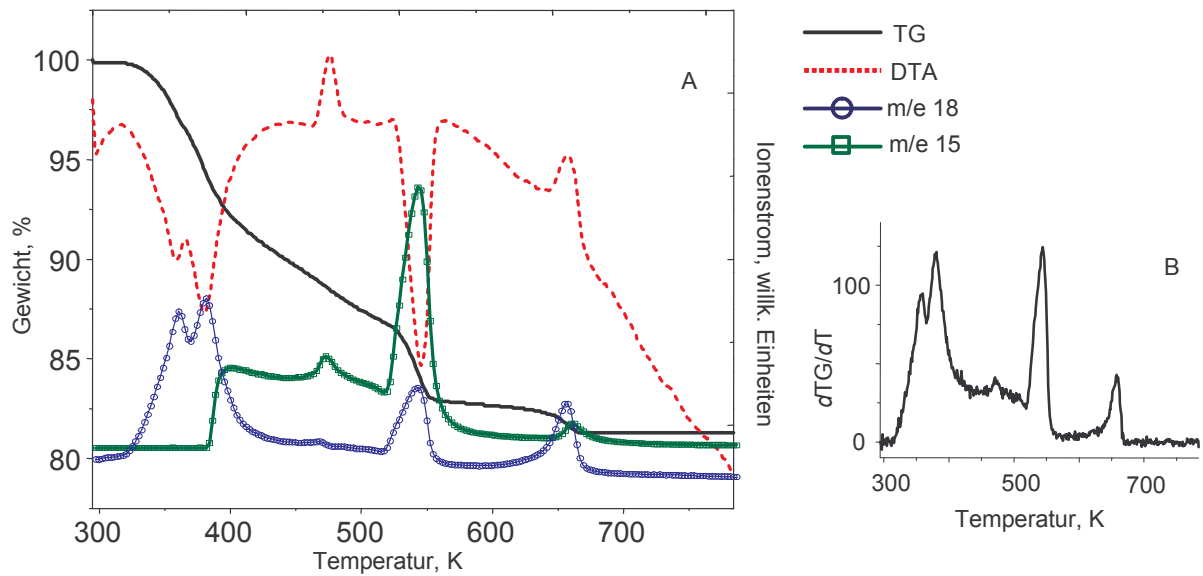 100
95
90
85
80
Gewicht, %
300
400
500
600
700
Temperatur, K
A
Ionenstrom, willk. Einheiten
TG
DTA
m/e 18
m/e 15
B
100
0
dTG/dT
300
500
700
Temperatur, K